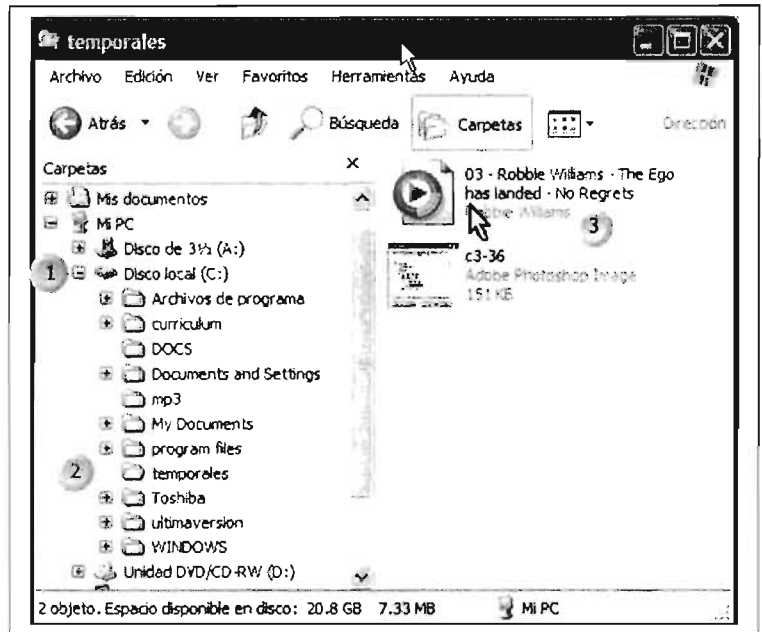 temporales
Archivo Edición Ver Favoritos Herramientas Ayuda
Atrás Búsqueda Carpetas Dirección
Carpetas
Mis documentos
Mi PC
Disco de 3½ (A:)
1 Disco local (C:)
Archivos de programa
curriculum
DOCS
Documents and Settings
mp3
My Documents
program files
2 temporales
Toshiba
ultimaversion
WINDOWS
Unidad DVD/CD-RW (D:)
03 - Robbie Williams - The Ego
has landed - No Regrets
Robbie Williams
3
c3-36
Adobe Photoshop Image
151 KB
2 objeto. Espacio disponible en disco: 20.8 GB 7.33 MB Mi PC